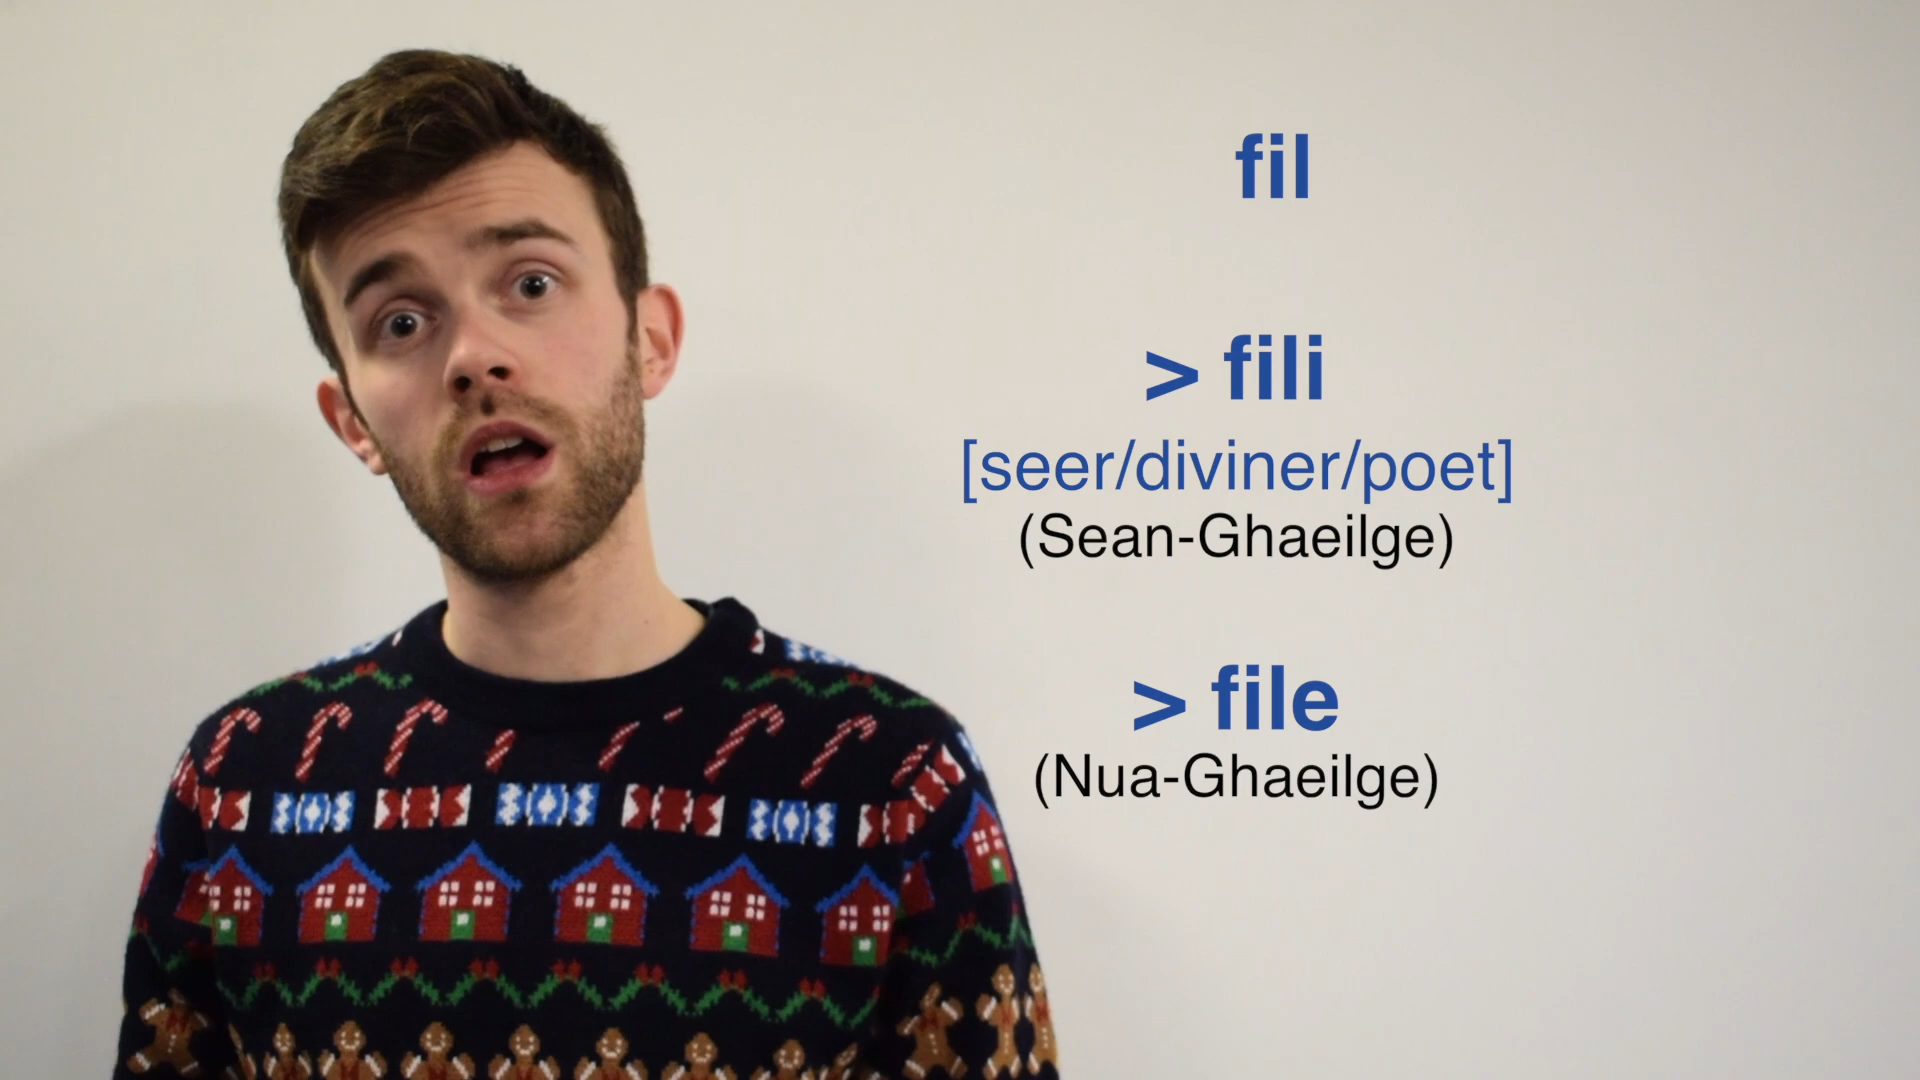 fil
> fili
[seer/diviner/poet]
(Sean-Ghaeilge)
> file
(Nua-Ghaeilge)